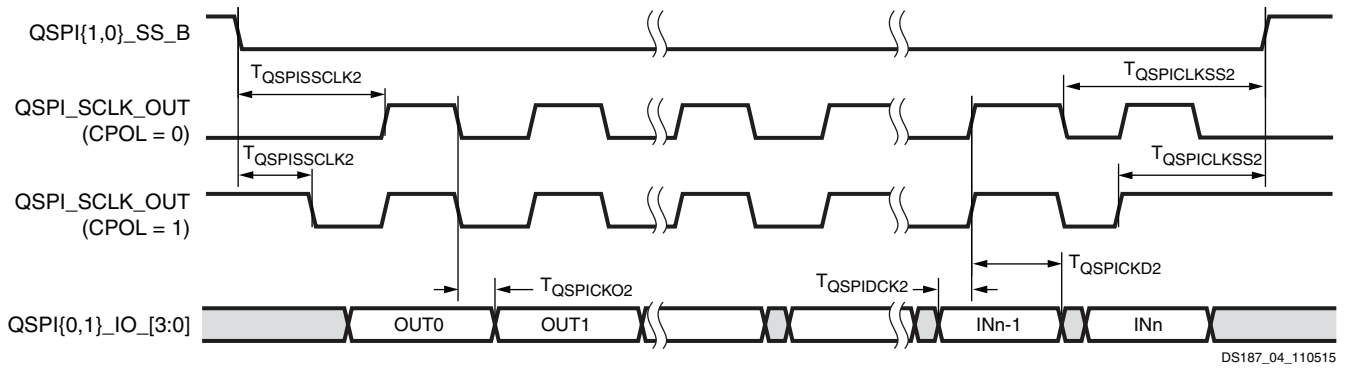 QSPI{1,0}_SS_B
TQSPISSCLK2
TQSPICLKSS2
QSPI_SCLK_OUT
(CPOL = 0)
TQSPISSCLK2
TQSPICLKSS2
QSPI_SCLK_OUT
(CPOL = 1)
TQSPICKO2
TQSPIDCK2
TQSPICKD2
QSPI{0,1}_IO_[3:0]
OUT0
OUT1
INn-1
INn
DS187_04_110515